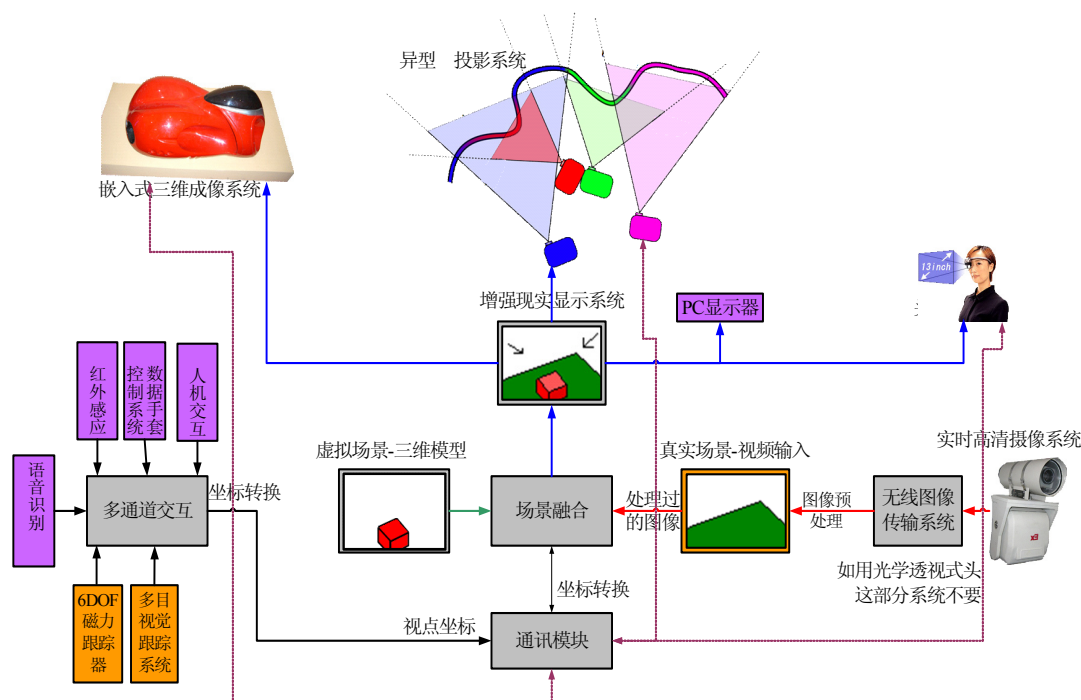 异型 投影系统
嵌入式三维成像系统
13inch
增强现实显示系统
PC显示器
红外感应
数据手套
控制系统
人机交互
语音识别
多通道交互
坐标转换
6DOF
磁力
跟踪
器
多目
视觉
跟踪
系统
虚拟场景-三维模型
场景融合
处理过
的图像
真实场景-视频输入
图像预
处理
无线图像
传输系统
实时高清摄像系统
x3
如用光学透视式头
这部分系统不要
坐标转换
视点坐标
通讯模块